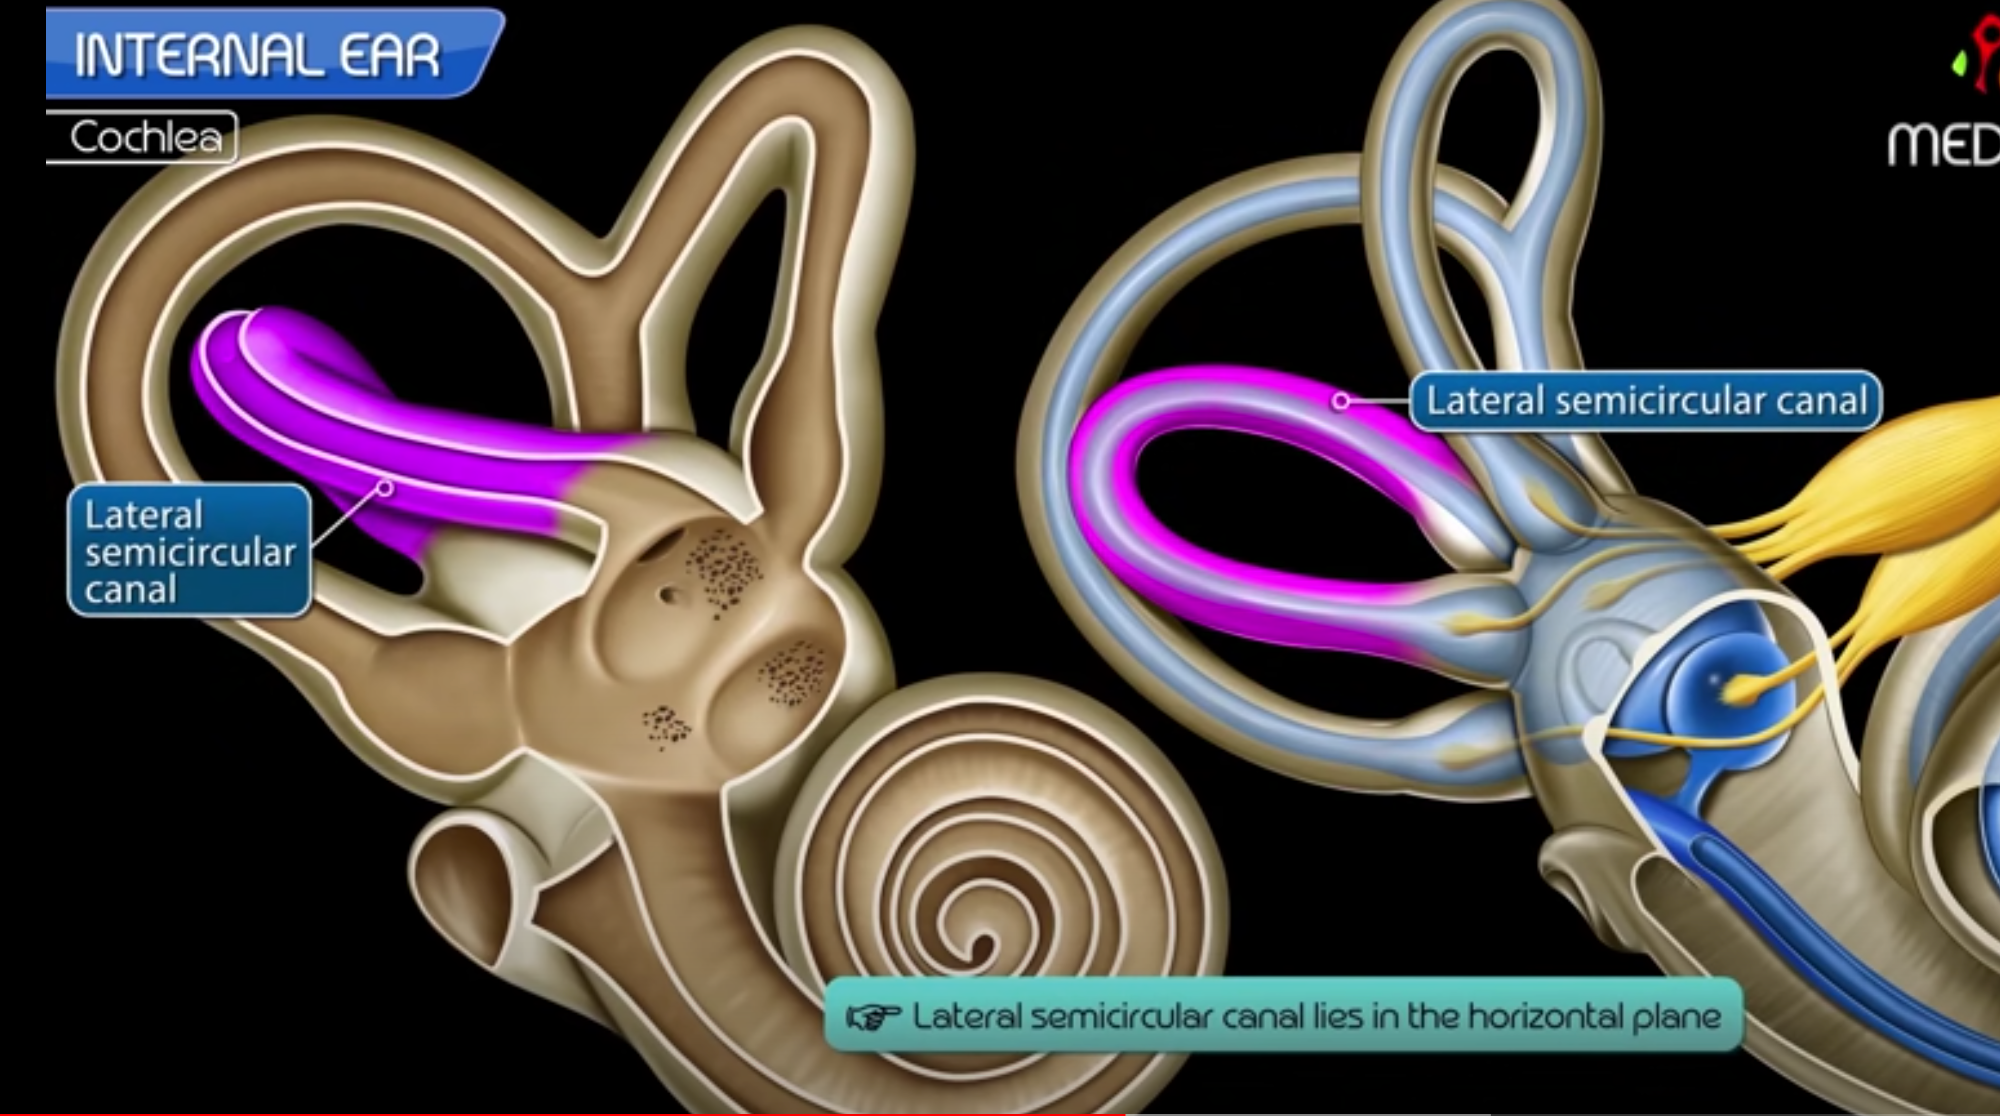 INTERNAL EAR
Cochlea
MED
Lateral semicircular canal
Lateral
semicircular
canal
Lateral semicircular canal lies in the horizontal plane